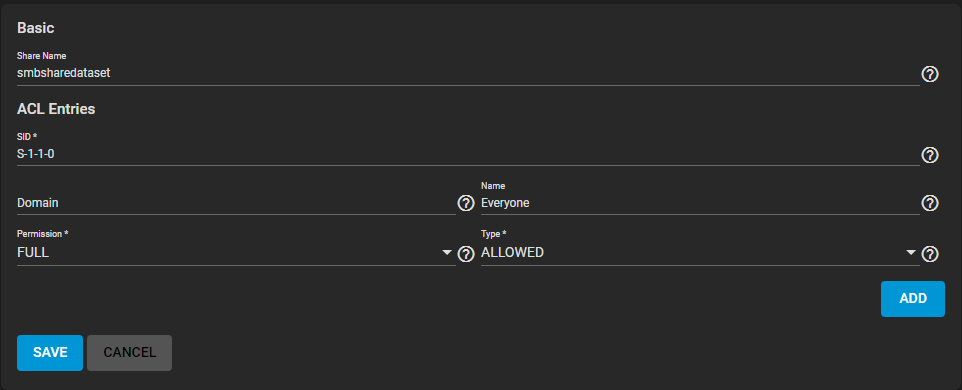 Basic
Share Name
smbsharedataset
ACL Entries
SID *
S-1-1-0
Domain
Name
Everyone
Permission *
FULL
Type *
ALLOWED
ADD
SAVE
CANCEL